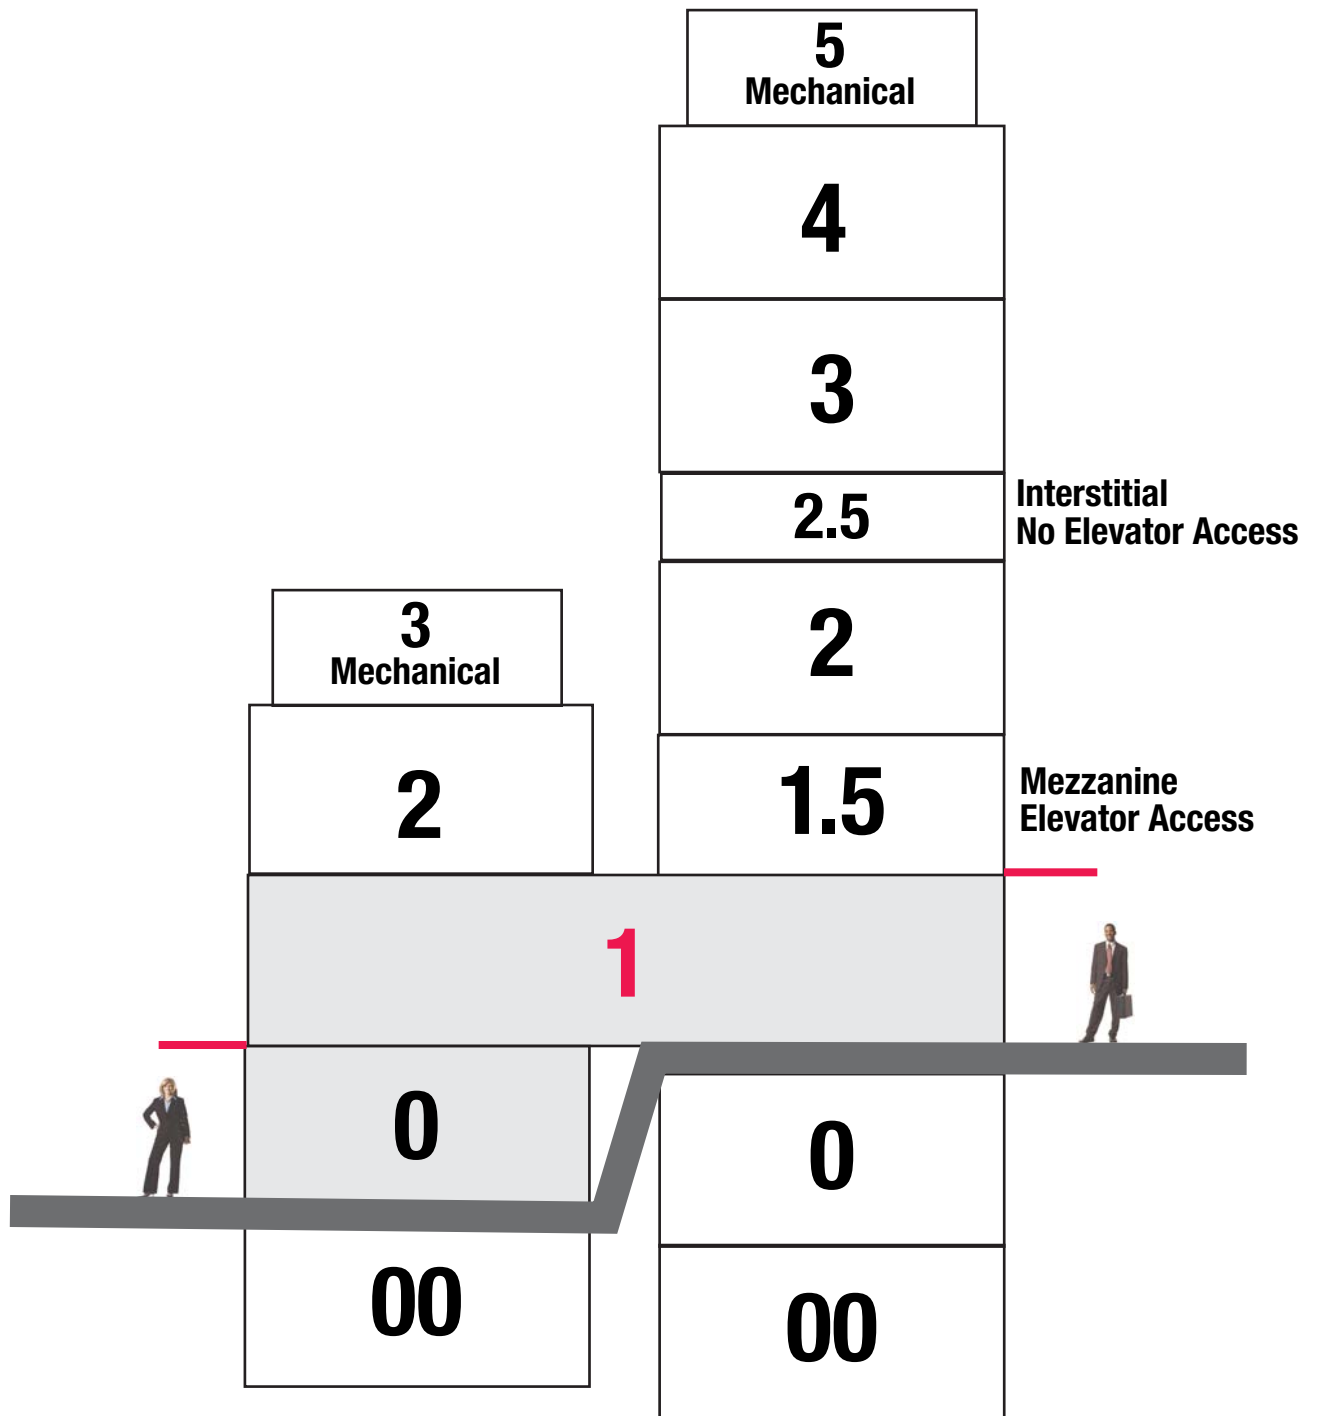 5
Mechanical
4
3
2.5
Interstitial
No Elevator Access
3
Mechanical
2
2
1.5
Mezzanine
Elevator Access
1
0
0
00
00